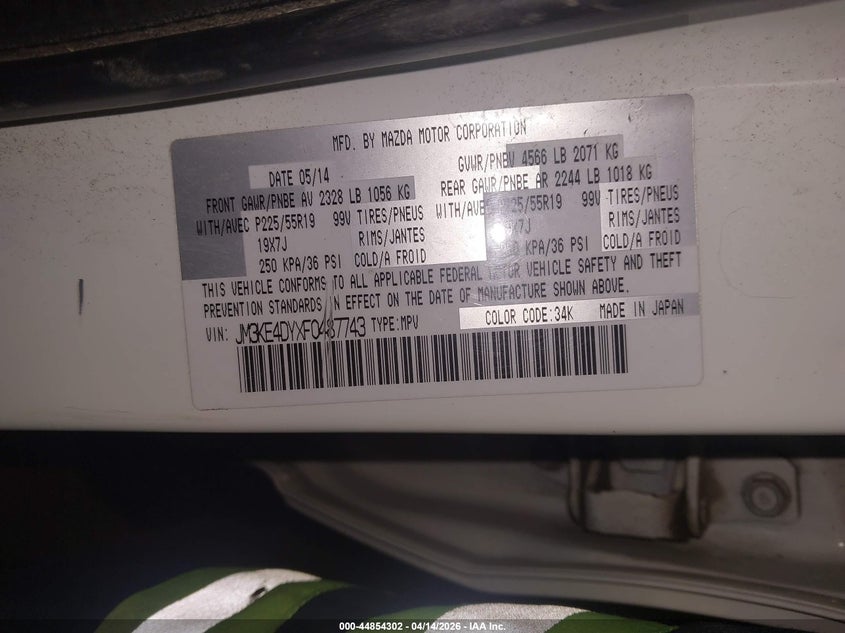 MFD. BY MAZDA MOTOR CORPORATION
DATE 05/14 GVWR/PNBV 4566 LB 2071 KG
FRONT GAWR/PNBE AV 2328 LB 1056 KG REAR GAWR/PNBE AR 2244 LB 1018 KG
WITH/AVEC P225/55R19 99V TIRES/PNEUS WITH/AVEC P225/55R19 99V TIRES/PNEUS
19X7J RIMS/JANTES RIMS/JANTES
250 KPA/36 PSI COLD/A FROID KPA/36 PSI COLD/A FROID
THIS VEHICLE CONFORMS TO ALL APPLICABLE FEDERAL MOTOR VEHICLE SAFETY AND THEFT
PREVENTION STANDARDS IN EFFECT ON THE DATE OF MANUFACTURE SHOWN ABOVE.
VIN: JM3KE4DYXF0487743 TYPE:MPV COLOR CODE:34K MADE IN JAPAN
000-44854302 - 04/14/2026 - IAA Inc.